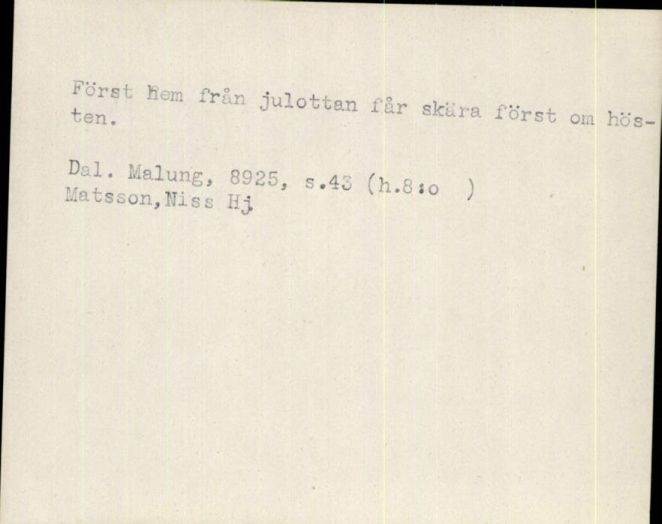 Först hem från julottan får skära först om hös-
ten.
Dal. Malung, 8925, s.43 (h.8:o )
Matsson,Niss Hj